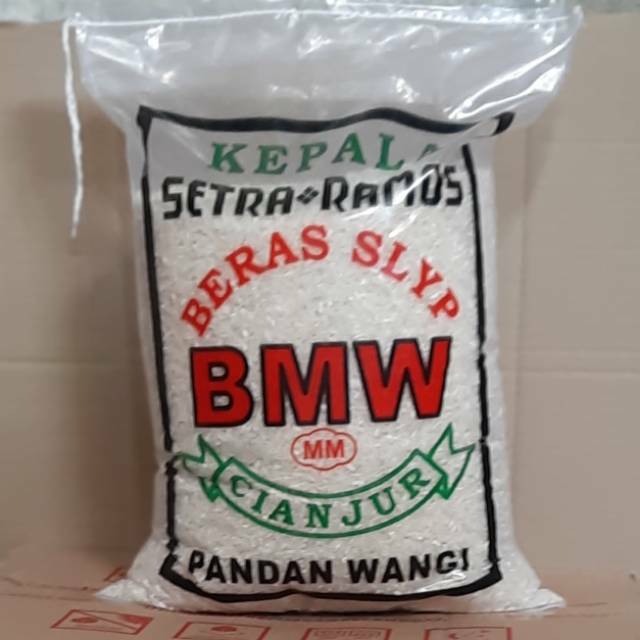 KEPALA
SETRA RAMOS
BERAS SLYP
BMW
MM
CIANJUR
PANDAN WANGI